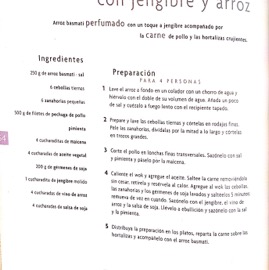 con jengibre y arroz
Arroz basmati perfumado con un toque a jengibre acompañado por
la carne de pollo y las hortalizas crujientes.
Ingredientes
250 g de arroz basmati · sal
6 cebollas tiernas
6 zanahorias pequeñas
500 g de filetes de pechuga de pollo
pimienta
4 cucharaditas de maicena
4 cucharadas de aceite vegetal
200 g de gérmenes de soja
1 cucharadita de jengibre molido
4 cucharadas de vino de arroz
4 cucharadas de salsa de soja
Preparación
PARA 4 PERSONAS
1 Lave el arroz a fondo en un colador con un chorro de agua y
hiérvalo con el doble de su volumen de agua. Añada un poco
de sal y cuézalo a fuego lento con el recipiente tapado.
2 Prepare y lave las cebollas tiernas y córtelas en rodajas finas.
Pele las zanahorias, divídalas por la mitad a lo largo y córtelas
en trozos grandes.
3 Corte el pollo en lonchas finas transversales. Sazónelo con sal
y pimienta y páselo por la maicena.
4 Caliente el wok y agregue el aceite. Saltee la carne removiéndola
sin cesar, retírela y resérvela al calor. Agregue al wok las cebollas,
las zanahorias y los gérmenes de soja lavados y saltéelos 5 minutos
remueva de vez en cuando. Sazónelo con el jengibre, el vino de
arroz y la salsa de soja. Llévelo a ebullición y sazónelo con la sal
y la pimienta.
5 Distribuya la preparación en los platos, reparta la carne sobre las
hortalizas y acompáñelo con el arroz basmati.